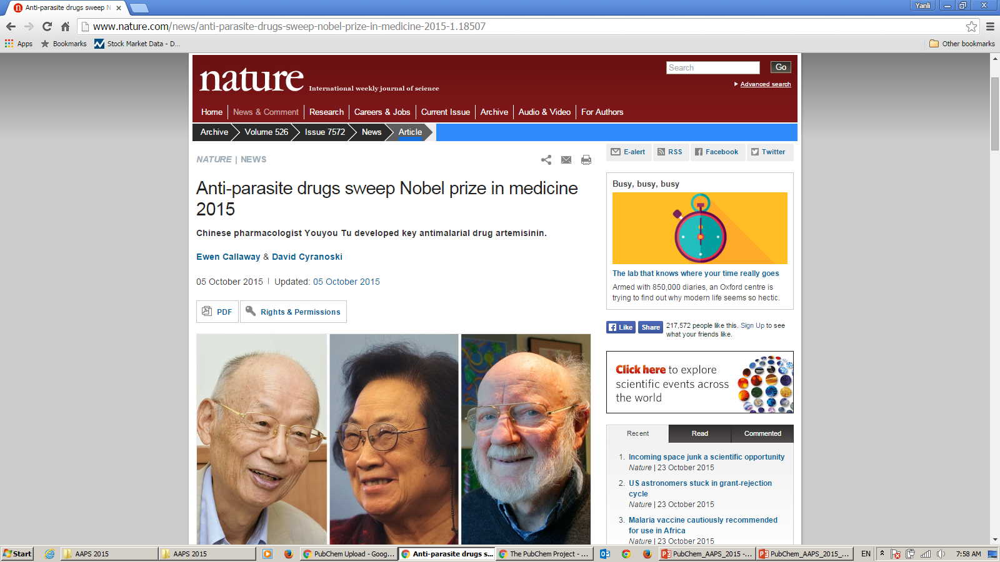 Anti-parasite drugs sweep N
Yanli
www.nature.com/news/anti-parasite-drugs-sweep-nobel-prize-in-medicine-2015-1.18507
Apps
Bookmarks
Stock Market Data - D...
Other bookmarks
nature
International weekly journal of science
Search
Go
Advanced search
Home
News & Comment
Research
Careers & Jobs
Current Issue
Archive
Audio & Video
For Authors
Archive
Volume 526
Issue 7572
News
Article
NATURE | NEWS
Anti-parasite drugs sweep Nobel prize in medicine
2015
Chinese pharmacologist Youyou Tu developed key antimalarial drug artemisinin.
Ewen Callaway & David Cyranoski
05 October 2015
Updated: 05 October 2015
PDF
Rights & Permissions
E-alert
RSS
Facebook
Twitter
Busy, busy, busy
The lab that knows where your time really goes
Armed with 850,000 diaries, an Oxford centre is
trying to find out why modern life seems so hectic.
Like
Share
217,572 people like this. Sign Up to see
what your friends like.
Click here to explore
scientific events across
the world
Recent
Read
Commented
1. Incoming space junk a scientific opportunity
Nature | 23 October 2015
2. US astronomers stuck in grant-rejection
cycle
Nature | 23 October 2015
3. Malaria vaccine cautiously recommended
for use in Africa
Nature | 23 October 2015
Start
AAPS 2015
AAPS 2015
PubChem Upload - Goog...
Anti-parasite drugs s...
The PubChem Project - ...
PubChem_AAPS_2015 -...
PubChem_AAPS_2015_...
EN
7:58 AM